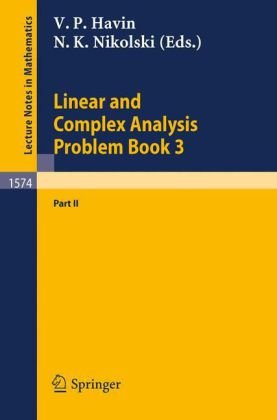 V. P. Havin
N. K. Nikolski (Eds.)
Lecture Notes in Mathematics
Linear and
Complex Analysis
Problem Book 3
1574
Part II
Springer